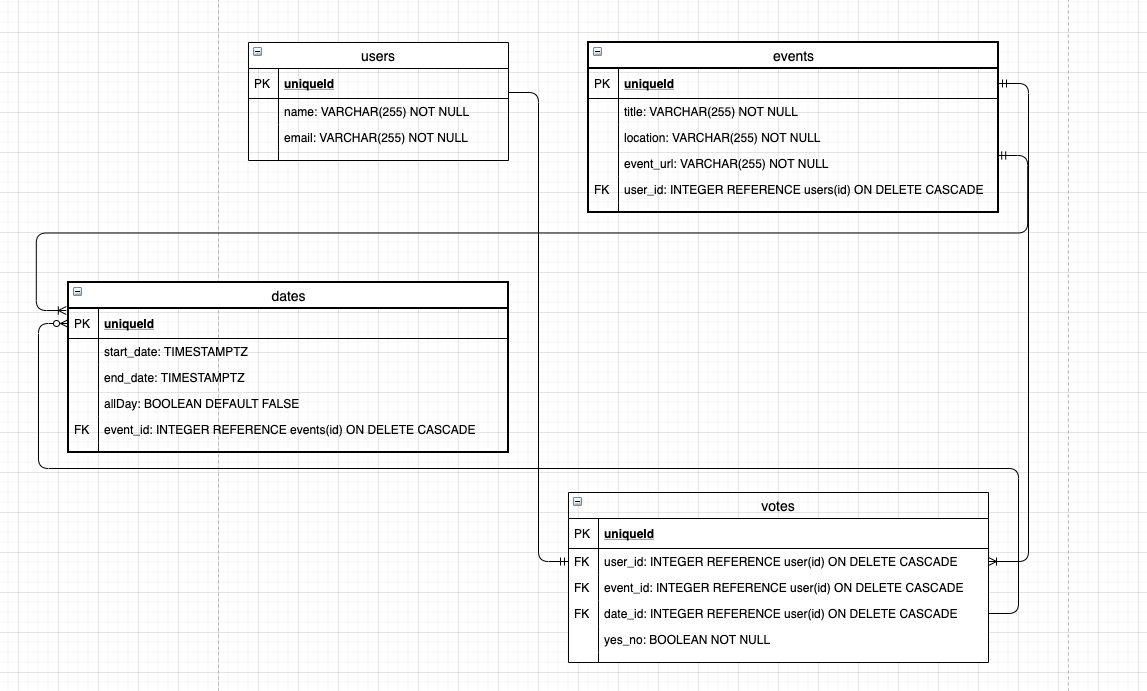 users
PK uniqueId
name: VARCHAR(255) NOT NULL
email: VARCHAR(255) NOT NULL
events
PK uniqueId
title: VARCHAR(255) NOT NULL
location: VARCHAR(255) NOT NULL
event_url: VARCHAR(255) NOT NULL
FK user_id: INTEGER REFERENCE users(id) ON DELETE CASCADE
dates
PK uniqueId
start_date: TIMESTAMPTZ
end_date: TIMESTAMPTZ
allDay: BOOLEAN DEFAULT FALSE
FK event_id: INTEGER REFERENCE events(id) ON DELETE CASCADE
votes
PK uniqueId
FK user_id: INTEGER REFERENCE user(id) ON DELETE CASCADE
FK event_id: INTEGER REFERENCE user(id) ON DELETE CASCADE
FK date_id: INTEGER REFERENCE user(id) ON DELETE CASCADE
yes_no: BOOLEAN NOT NULL